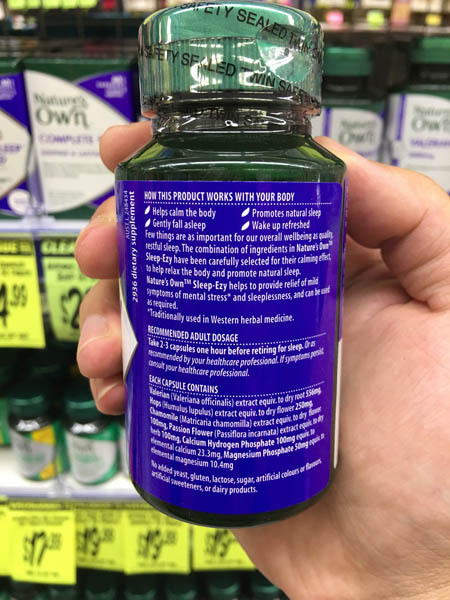 SAFETY SEALED
SAFETY SEALED
Nature's
Own
COMPLETE
Nature's
Own
Own
2936 dietary supplement
HOW THIS PRODUCT WORKS WITH YOUR BODY
Helps calm the body Promotes natural sleep
Gently fall asleep Wake up refreshed
Few things are as important for our overall wellbeing as quality,
restful sleep. The combination of ingredients in Nature's Own™
Sleep-Ezy have been carefully selected for their calming effect,
to help relax the body and promote natural sleep.
Nature's Own™ Sleep-Ezy helps to provide relief of mild
symptoms of mental stress* and sleeplessness, and can be used
as required.
*Traditionally used in Western herbal medicine.
RECOMMENDED ADULT DOSAGE
Take 2-3 capsules one hour before retiring for sleep. Or as
recommended by your healthcare professional. If symptoms persist,
consult your healthcare professional.
EACH CAPSULE CONTAINS
Valerian (Valeriana officinalis) extract equiv. to dry root 556mg,
Hops (Humulus lupulus) extract equiv. to dry flower 250mg,
Chamomile (Matricaria chamomilla) extract equiv. to dry flower
100mg, Passion Flower (Passiflora incarnata) extract equiv. to dry
herb 100mg, Calcium Hydrogen Phosphate 100mg equiv. to
elemental calcium 23.3mg, Magnesium Phosphate 50mg equiv. to
elemental magnesium 10.4mg
No added yeast, gluten, lactose, sugar, artificial colours or flavours,
artificial sweeteners, or dairy products.
$19.99